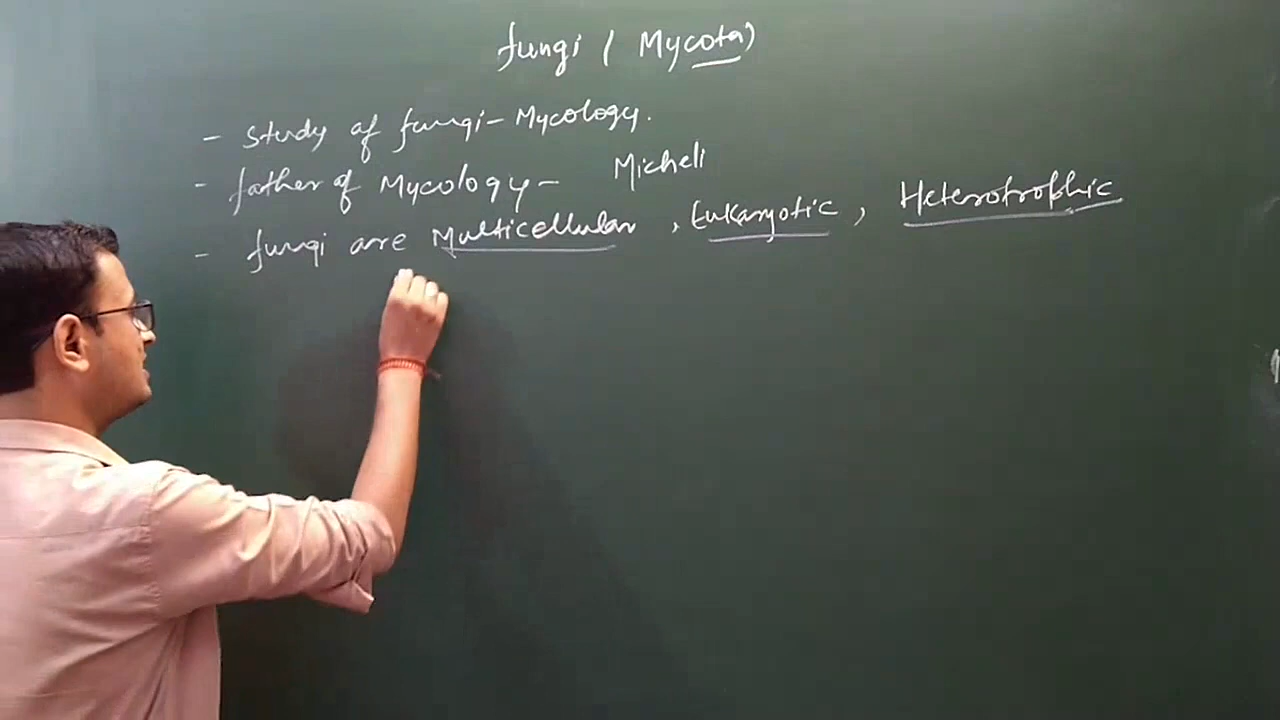 fungi ( Mycota)
- Study of fungi - Mycology.
- father of Mycology - Micheli
- fungi are Multicellular , Eukaryotic , Heterotrophic